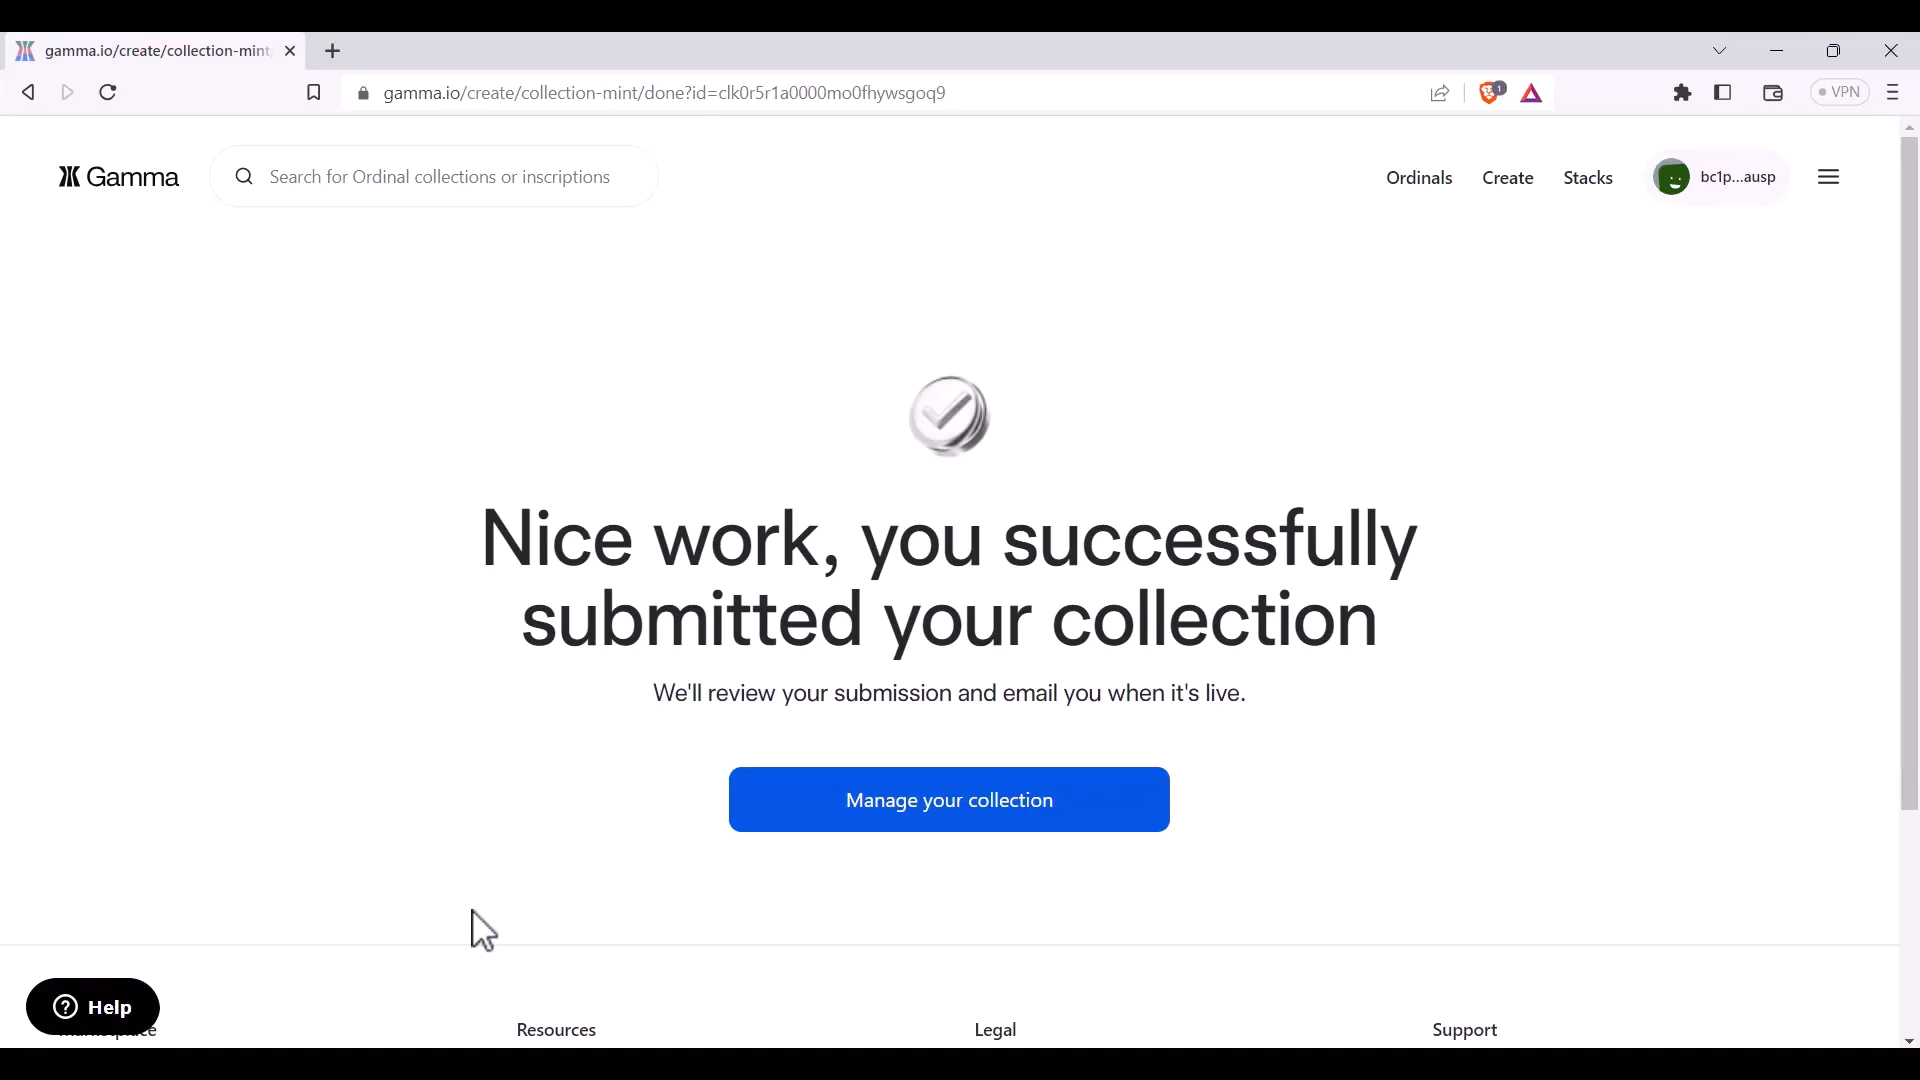 gamma.io/create/collection-mint
gamma.io/create/collection-mint/done?id=clk0r5r1a0000mo0fhywsgoq9
1
VPN
Gamma
Search for Ordinal collections or inscriptions
Ordinals
Create
Stacks
bc1p...ausp
Nice work, you successfully
submitted your collection
We'll review your submission and email you when it's live.
Manage your collection
Help
Resources
Legal
Support